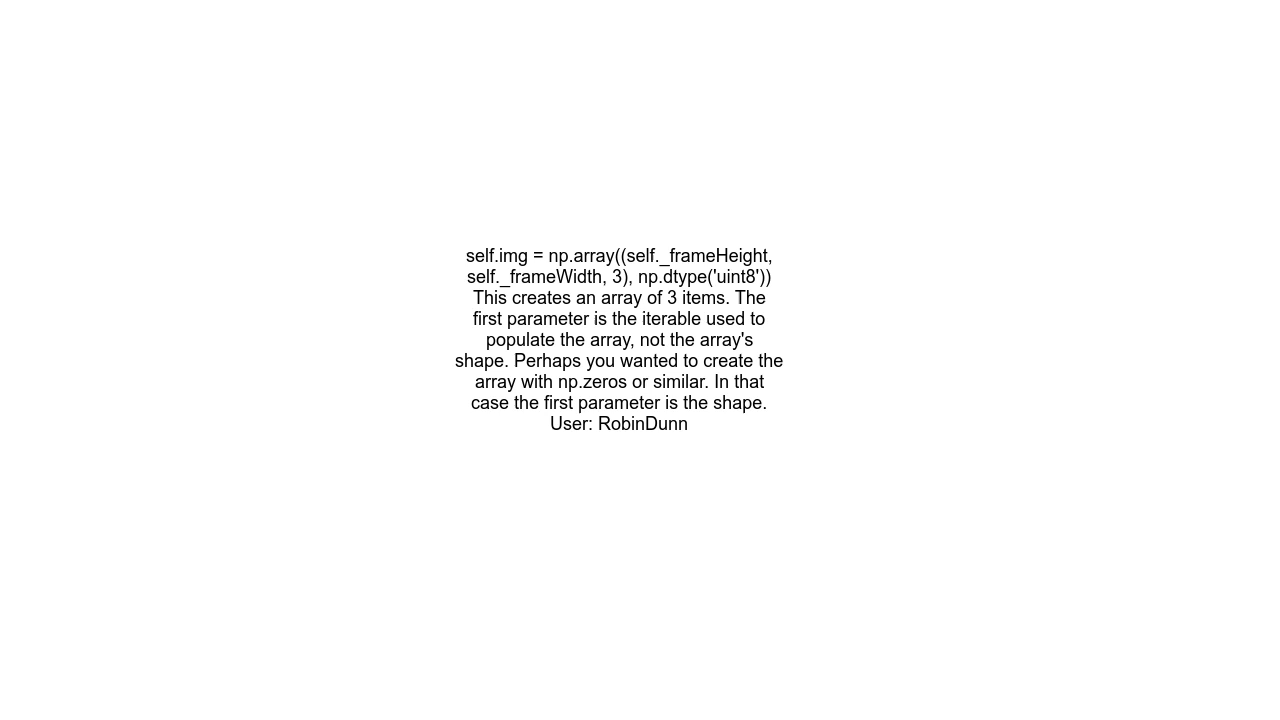 self.img = np.array((self._frameHeight,
self._frameWidth, 3), np.dtype('uint8'))
This creates an array of 3 items. The
first parameter is the iterable used to
populate the array, not the array's
shape. Perhaps you wanted to create the
array with np.zeros or similar. In that
case the first parameter is the shape.
User: RobinDunn